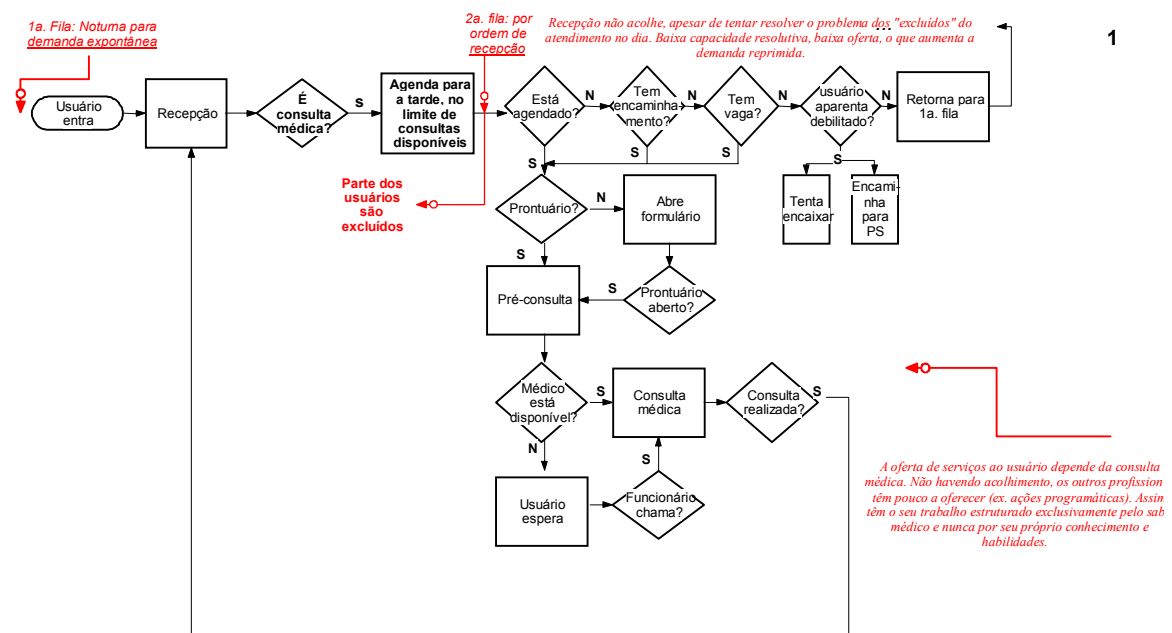 1a. Fila: Noturna para
demanda expontânea
2a. fila: por
ordem de
recepção
Recepção não acolhe, apesar de tentar resolver o problema dos "excluídos" do
atendimento no dia. Baixa capacidade resolutiva, baixa oferta, o que aumenta a
demanda reprimida.
...
1
Usuário
entra
Recepção
É
consulta
médica?
S
Agenda para
a tarde, no
limite de
consultas
disponíveis
Está
agendado?
N
Tem
encaminha
mento?
N
Tem
vaga?
N
usuário
aparenta
debilitado?
N
Retorna para
1a. fila
S
S
S
S
Parte dos
usuários
são
excluídos
Prontuário?
N
Abre
formulário
Tenta
encaixar
Encami-
nha
para
PS
S
Pré-consulta
S
Prontuário
aberto?
Médico
está
disponível?
S
Consulta
médica
Consulta
realizada?
S
N
S
Usuário
espera
Funcionário
chama?
A oferta de serviços ao usuário depende da consulta
médica. Não havendo acolhimento, os outros profission
têm pouco a oferecer (ex. ações programáticas). Assim
têm o seu trabalho estruturado exclusivamente pelo sab
médico e nunca por seu próprio conhecimento e
habilidades.